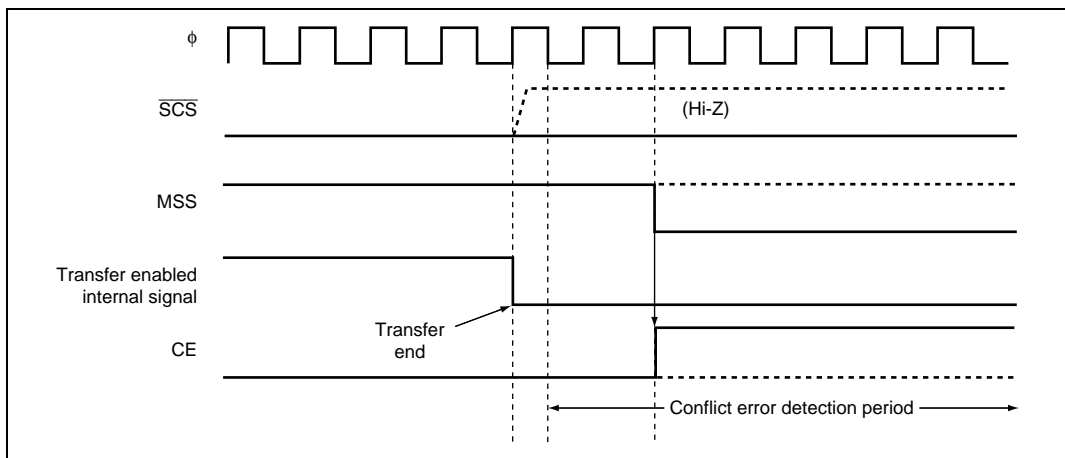 ϕ
SCS
(Hi-Z)
MSS
Transfer enabled
internal signal
Transfer
end
CE
Conflict error detection period